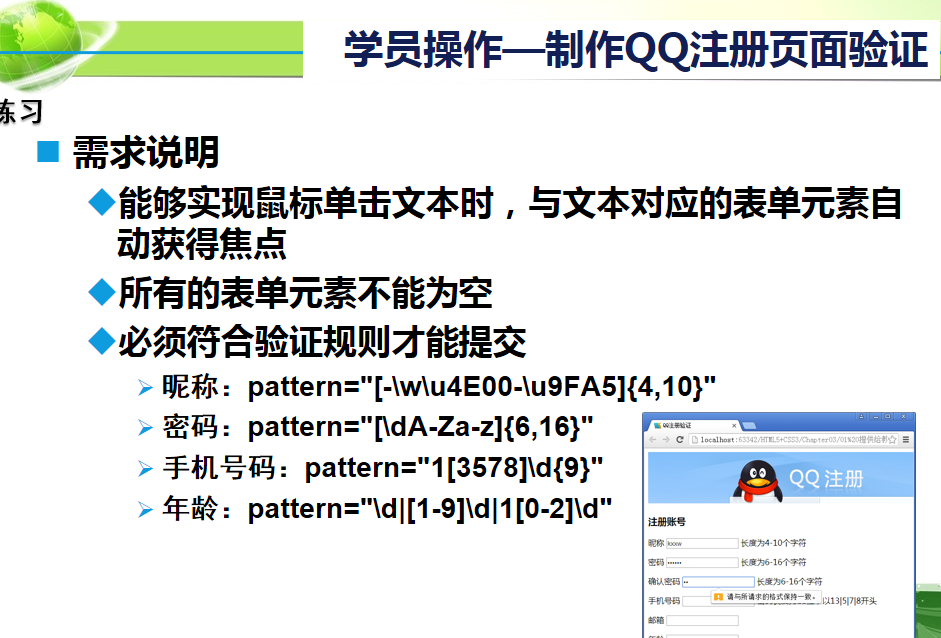 学员操作—制作QQ注册页面验证
练习
需求说明
能够实现鼠标单击文本时，与文本对应的表单元素自
动获得焦点
所有的表单元素不能为空
必须符合验证规则才能提交
昵称：pattern="[-\w\u4E00-\u9FA5]{4,10}"
密码：pattern="[\dA-Za-z]{6,16}"
手机号码：pattern="1[3578]\d{9}"
年龄：pattern="\d|[1-9]\d|1[0-2]\d"
QQ注册验证
localhost:63342/HTML5+CSS3/Chapter03/01%20提供给
QQ 注册
注册账号
昵称 kxxw 长度为4-10个字符
密码 •••••• 长度为6-16个字符
确认密码 •• 长度为6-16个字符
请与所请求的格式保持一致。
手机号码 以13|5|7|8开头
邮箱